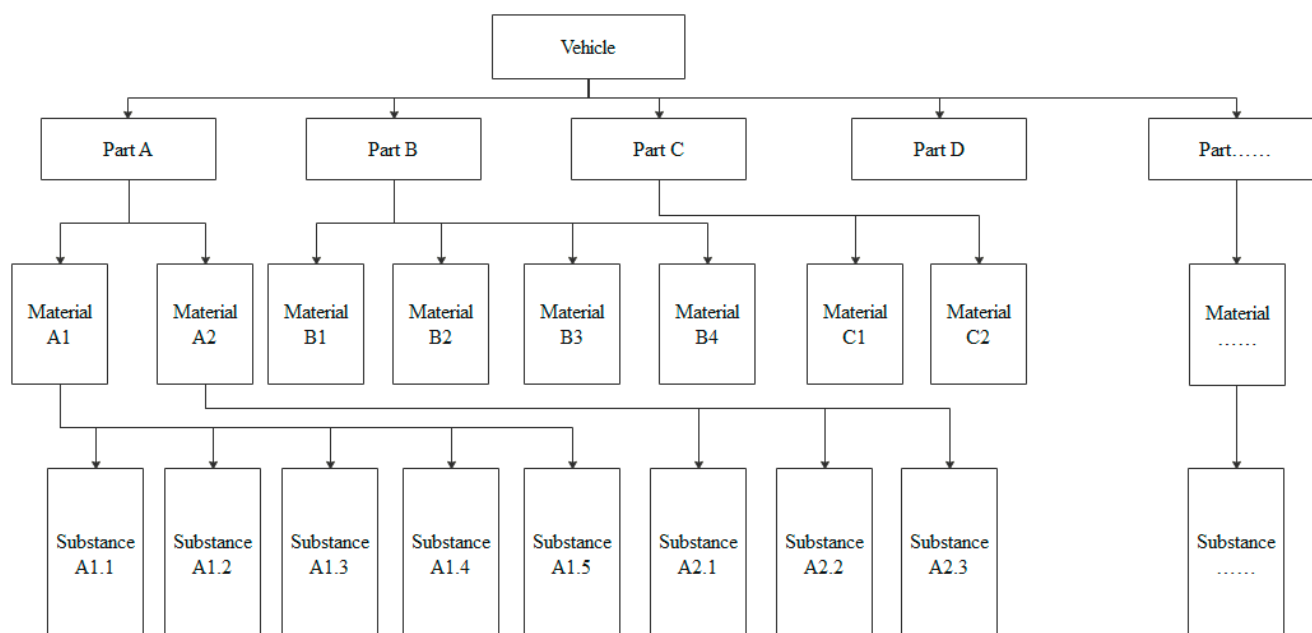 Vehicle
Part A
Part B
Part C
Part D
Part……
Material
A1
Material
A2
Material
B1
Material
B2
Material
B3
Material
B4
Material
C1
Material
C2
Material
……
Substance
A1.1
Substance
A1.2
Substance
A1.3
Substance
A1.4
Substance
A1.5
Substance
A2.1
Substance
A2.2
Substance
A2.3
Substance
……